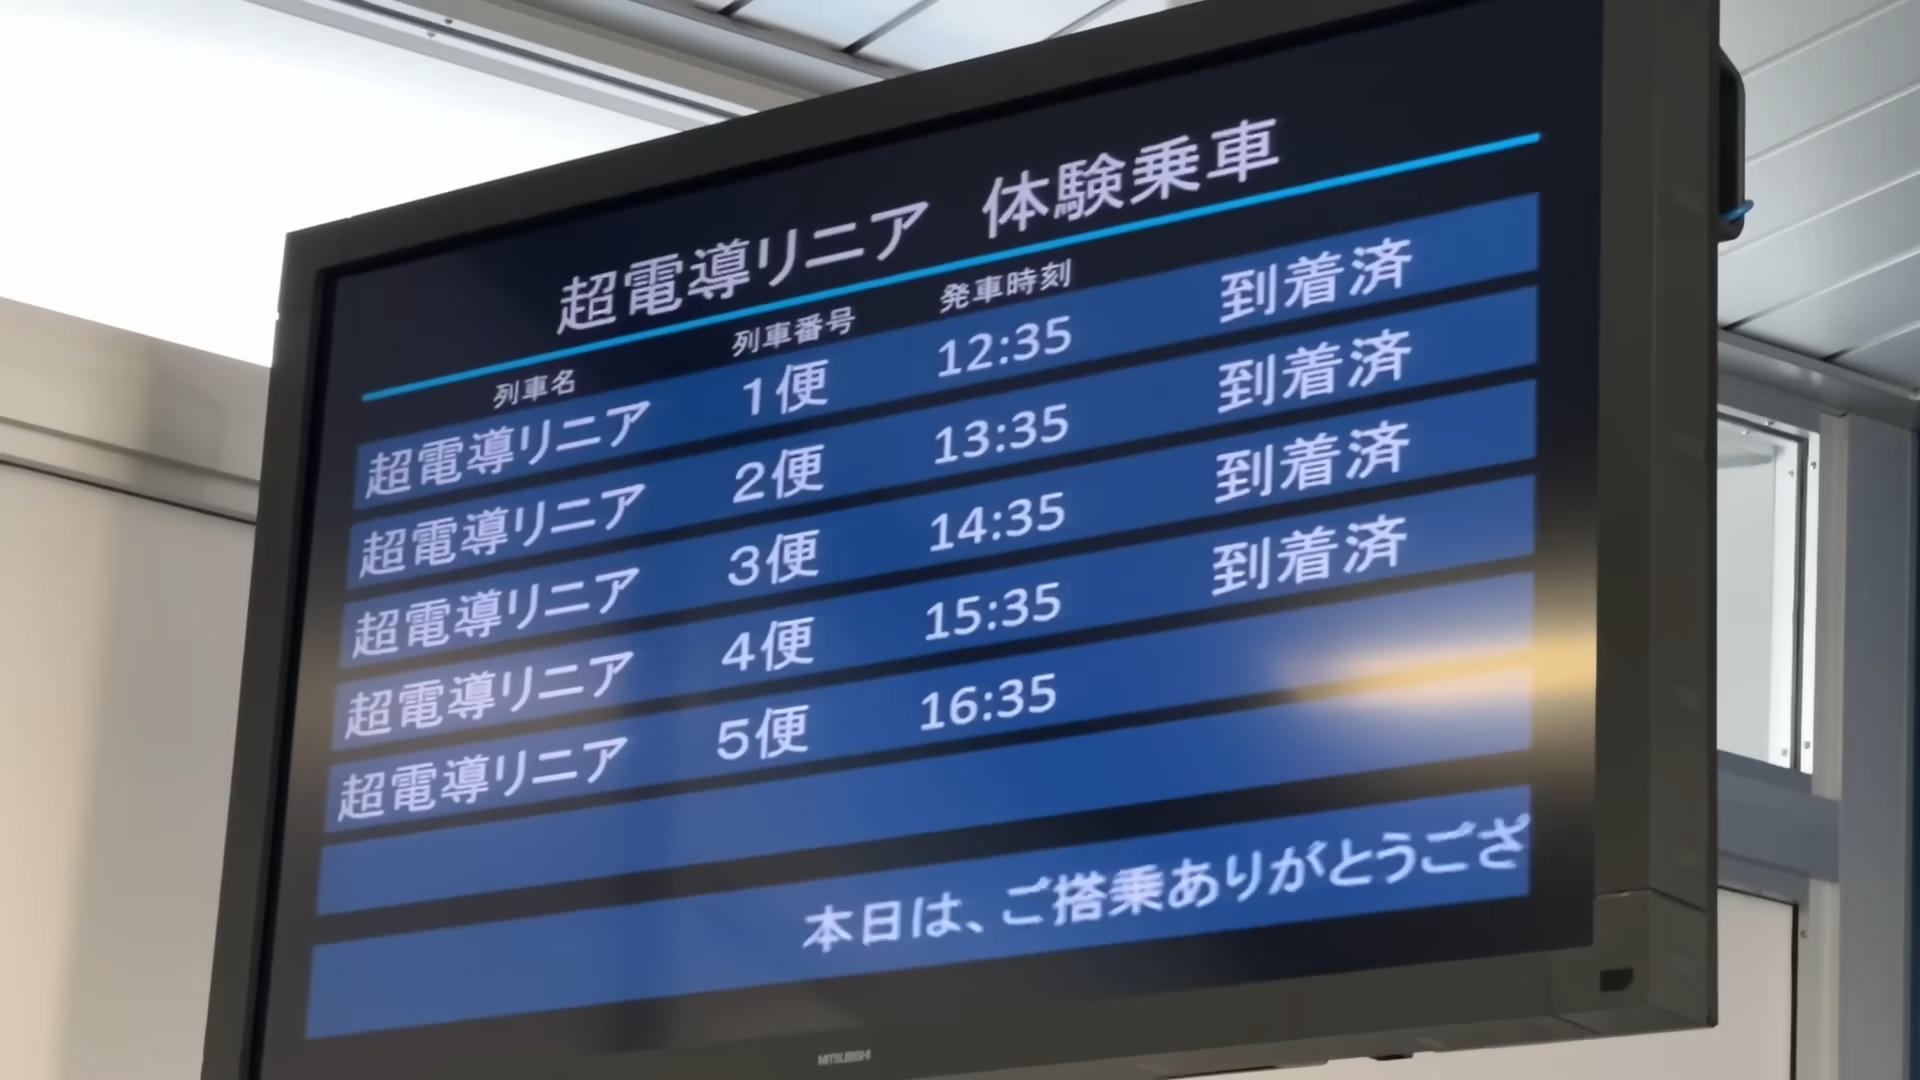 超電導リニア 体験乗車
列車名 列車番号 発車時刻
超電導リニア 1便 12:35 到着済
超電導リニア 2便 13:35 到着済
超電導リニア 3便 14:35 到着済
超電導リニア 4便 15:35 到着済
超電導リニア 5便 16:35
本日は、ご搭乗ありがとうござ
MITSUBISHI